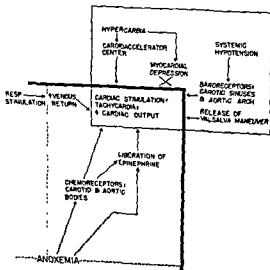 HYPERCARBIA
CARDIOACCELERATOR
CENTER
MYOCARDIAL
DEPRESSION
SYSTEMIC
HYPOTENSION
BARORECEPTORS:
CAROTID SINUSES
& AORTIC ARCH
RESP.
STIMULATION
↑VENOUS
RETURN
CARDIAC STIMULATION=
TACHYCARDIA;
↑ CARDIAC OUTPUT
RELEASE OF
VALSALVA MANEUVER
LIBERATION OF
EPINEPHRINE
CHEMORECEPTORS:
CAROTID & AORTIC
BODIES
ANOXEMIA